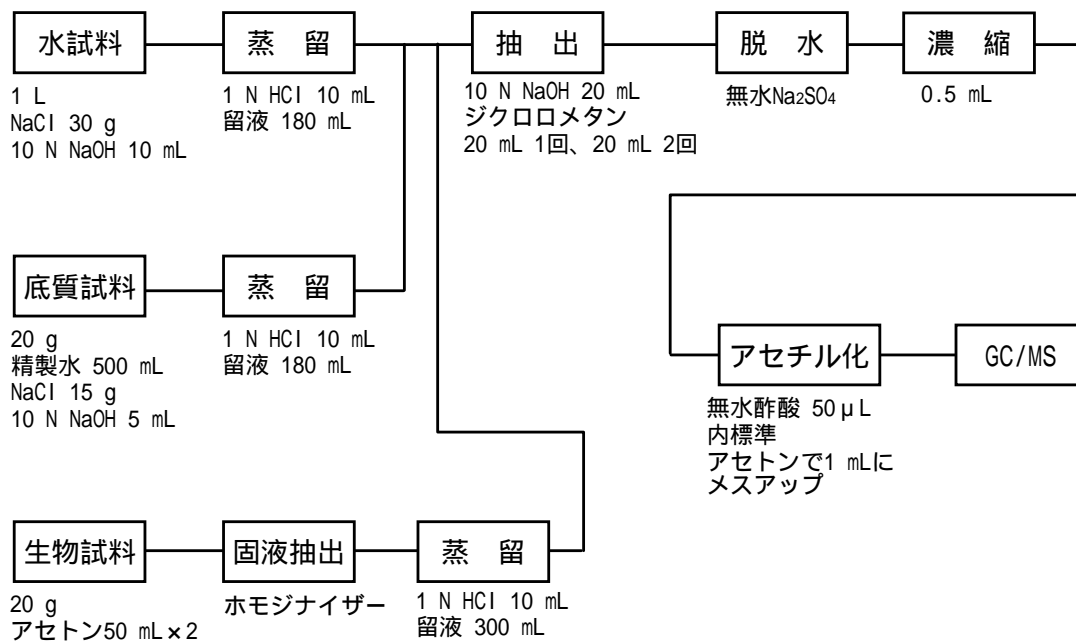 水試料
1 L
NaCl 30 g
10 N NaOH 10 mL
蒸 留
1 N HCl 10 mL
留液 180 mL
抽 出
10 N NaOH 20 mL
ジクロロメタン
20 mL 1回、20 mL 2回
脱 水
無水Na₂SO₄
濃 縮
0.5 mL
底質試料
20 g
精製水 500 mL
NaCl 15 g
10 N NaOH 5 mL
蒸 留
1 N HCl 10 mL
留液 180 mL
アセチル化
無水酢酸 50μL
内標準
アセトンで1 mLに
メスアップ
GC/MS
生物試料
20 g
アセトン50 mL×2
固液抽出
ホモジナイザー
蒸 留
1 N HCl 10 mL
留液 300 mL